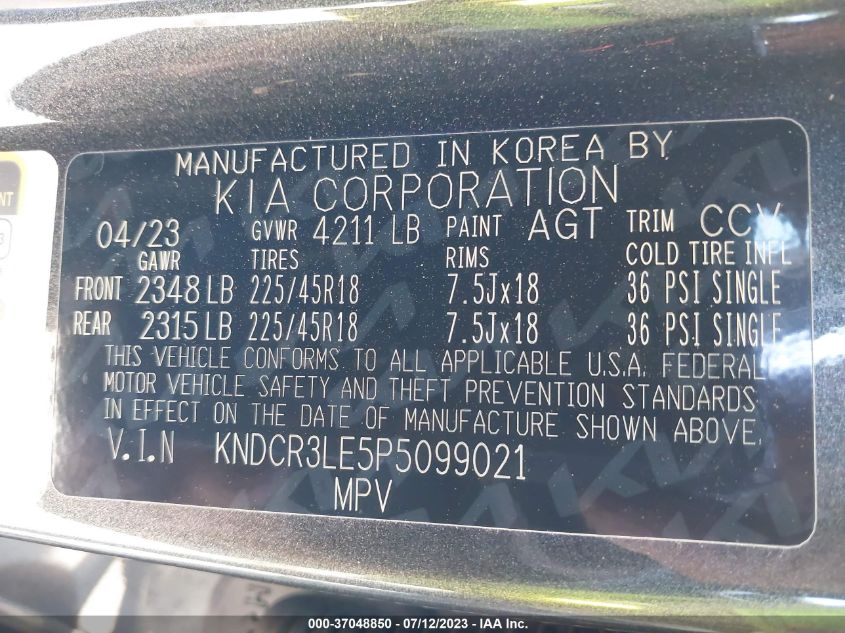 MANUFACTURED IN KOREA BY
KIA CORPORATION
04/23 GVWR 4211 LB PAINT AGT TRIM CCV
GAWR TIRES RIMS COLD TIRE INFL
FRONT 2348 LB 225/45R18 7.5Jx18 36 PSI SINGLE
REAR 2315 LB 225/45R18 7.5Jx18 36 PSI SINGLE
THIS VEHICLE CONFORMS TO ALL APPLICABLE U.S.A. FEDERAL
MOTOR VEHICLE SAFETY AND THEFT PREVENTION STANDARDS
IN EFFECT ON THE DATE OF MANUFACTURE SHOWN ABOVE.
V.I.N KNDCR3LE5P5099021
MPV
000-37048850 - 07/12/2023 - IAA Inc.